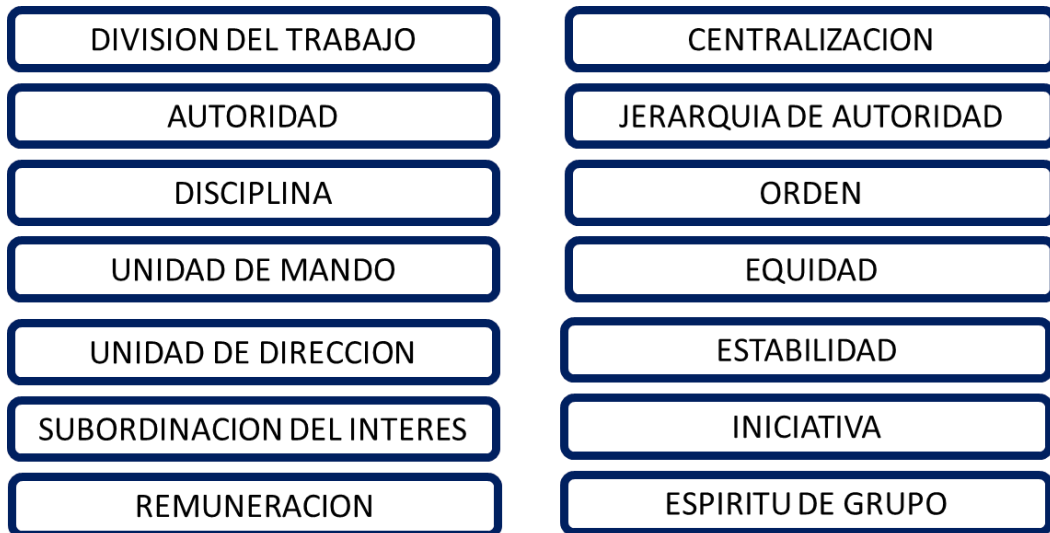 DIVISION DEL TRABAJO
AUTORIDAD
DISCIPLINA
UNIDAD DE MANDO
UNIDAD DE DIRECCION
SUBORDINACION DEL INTERES
REMUNERACION
CENTRALIZACION
JERARQUIA DE AUTORIDAD
ORDEN
EQUIDAD
ESTABILIDAD
INICIATIVA
ESPIRITU DE GRUPO